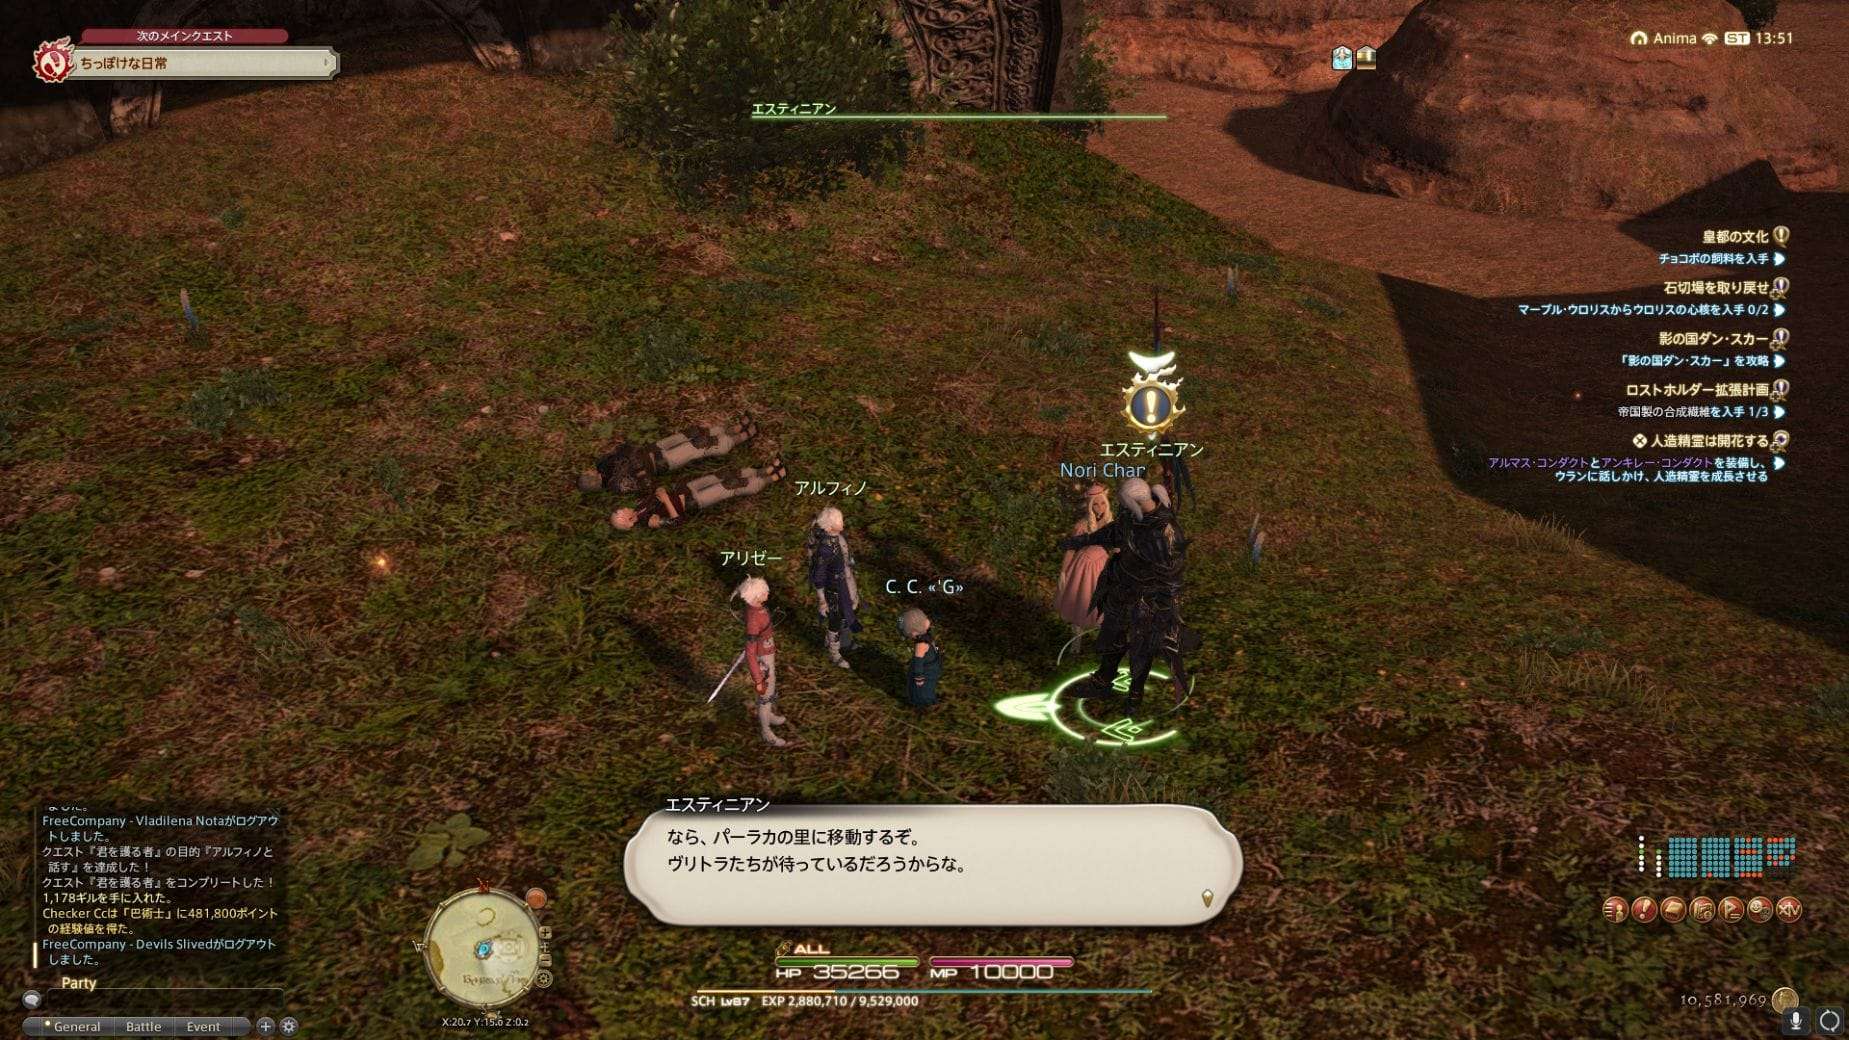 次のメインクエスト
ちっぽけな日常
Anima ST 13:51
エスティニアン
皇都の文化
チョコボの飼料を入手
石切場を取り戻せ
マーブル・ウロリスからウロリスの心核を入手 0/2
影の国ダン・スカー
「影の国ダン・スカー」を攻略
ロストホルダー拡張計画
帝国製の合成繊維を入手 1/3
人造精霊は開花する
アルマス・コンダクトとアンキレー・コンダクトを装備し、
ウランに話しかけ、人造精霊を成長させる
エスティニアン
Nori Chan
アルフィノ
アリゼー
C. C. «'G»
エスティニアン
なら、パーラカの里に移動するぞ。
ヴリトラたちが待っているだろうからな。
ました。
FreeCompany - Vladilena Notaがログアウ
トしました。
クエスト『君を護る者』の目的『アルフィノと
話す』を達成した！
クエスト『君を護る者』をコンプリートした！
1,178ギルを手に入れた。
Checker Ccは「巴術士」に481,800ポイント
の経験値を得た。
FreeCompany - Devils Slivedがログアウト
しました。
Party
General Battle Event
X:20.7 Y:15.0 Z:0.2
ALL
HP 35266 MP 10000
SCH Lv87 EXP 2,880,710 / 9,529,000
XIV
10,581,969